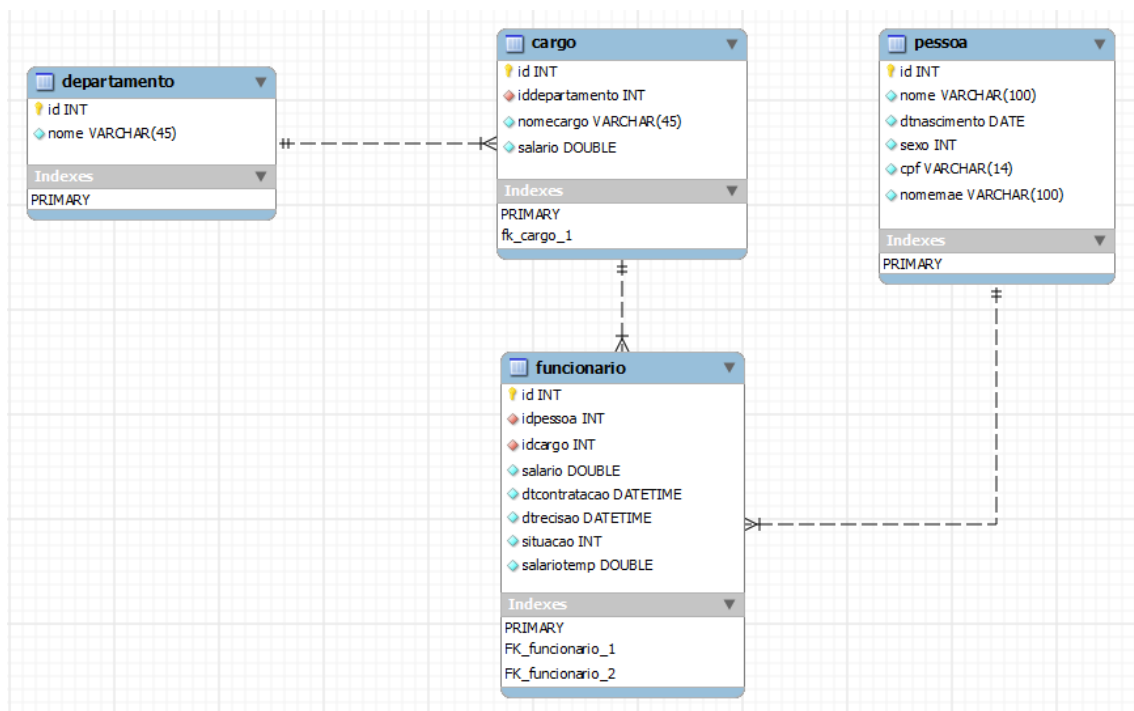 departamento
id INT
nome VARCHAR(45)
Indexes
PRIMARY
cargo
id INT
iddepartamento INT
nomecargo VARCHAR(45)
salario DOUBLE
Indexes
PRIMARY
fk_cargo_1
pessoa
id INT
nome VARCHAR(100)
dtnascimento DATE
sexo INT
cpf VARCHAR(14)
nomemae VARCHAR(100)
Indexes
PRIMARY
funcionario
id INT
idpessoa INT
idcargo INT
salario DOUBLE
dtcontratacao DATETIME
dtrecisao DATETIME
situacao INT
salariotemp DOUBLE
Indexes
PRIMARY
FK_funcionario_1
FK_funcionario_2